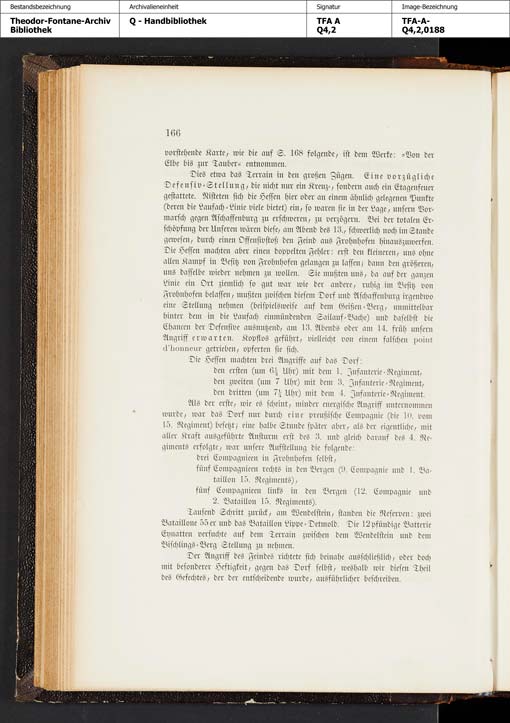 Bestandsbezeichnung
Archivalieneinheit
Signatur
Image-Bezeichnung
Theodor-Fontane-Archiv
Bibliothek
Q - Handbibliothek
TFA A
Q4,2
TFA-A-
Q4,2,0188
166
vorstehende Karte, wie die auf S. 168 folgende, ist dem Werke: »Von der
Elbe bis zur Tauber« entnommen.
Dies etwa das Terrain in den großen Zügen. Eine vorzügliche
Defensiv-Stellung, die nicht nur ein Kreuz-, sondern auch ein Etagenfeuer
gestattete. Nisteten sich die Hessen hier oder an einem ähnlich gelegenen Punkte
(deren die Laufach-Linie viele bietet) ein, so waren sie in der Lage, unsern Vor-
marsch gegen Aschaffenburg zu erschweren, zu verzögern. Bei der totalen Er-
schöpfung der Unseren wären diese, am Abend des 13., schwerlich noch im Stande
gewesen, durch einen Offensivstoß den Feind aus Frohnhofen hinauszuwerfen.
Die Hessen machten aber einen doppelten Fehler: erst den kleineren, uns ohne
allen Kampf in Besitz von Frohnhofen gelangen zu lassen; dann den größeren,
uns dasselbe wieder nehmen zu wollen. Sie mußten uns, da auf der ganzen
Linie ein Ort ziemlich so gut war wie der andere, ruhig im Besitz von
Frohnhofen belassen, mußten zwischen diesem Dorf und Aschaffenburg irgendwo
eine Stellung nehmen (beispielsweise auf dem Geißen-Berg, unmittelbar
hinter dem in die Laufach einmündenden Sailauf-Bache) und daselbst die
Chancen der Defensive ausnutzend, am 13. Abends oder am 14. früh unsern
Angriff erwarten. Kopflos geführt, vielleicht von einem falschen point
d'honneur getrieben, opferten sie sich.
Die Hessen machten drei Angriffe auf das Dorf:
den ersten (um 6½ Uhr) mit dem 1. Infanterie-Regiment,
den zweiten (um 7 Uhr) mit dem 3. Infanterie-Regiment,
den dritten (um 7½ Uhr) mit dem 4. Infanterie-Regiment.
Als der erste, wie es scheint, minder energische Angriff unternommen
wurde, war das Dorf nur durch eine preußische Compagnie (die 10. vom
15. Regiment) besetzt; eine halbe Stunde später aber, als der eigentliche, mit
aller Kraft ausgeführte Ansturm erst des 3. und gleich darauf des 4. Re-
giments erfolgte, war unsere Aufstellung die folgende:
drei Compagnieen in Frohnhofen selbst,
fünf Compagnieen rechts in den Bergen (9. Compagnie und 1. Ba-
taillon 15. Regiments),
fünf Compagnieen links in den Bergen (12. Compagnie und
2. Bataillon 15. Regiments).
Tausend Schritt zurück, am Wendelstein, standen die Reserven: zwei
Bataillone 55er und das Bataillon Lippe-Detmold. Die 12pfündige Batterie
Eynatten versuchte auf dem Terrain zwischen dem Wendelstein und dem
Bischlings-Berg Stellung zu nehmen.
Der Angriff des Feindes richtete sich beinahe ausschließlich, oder doch
mit besonderer Heftigkeit, gegen das Dorf selbst, weshalb wir diesen Theil
des Gefechtes, der der entscheidende wurde, ausführlicher beschreiben.